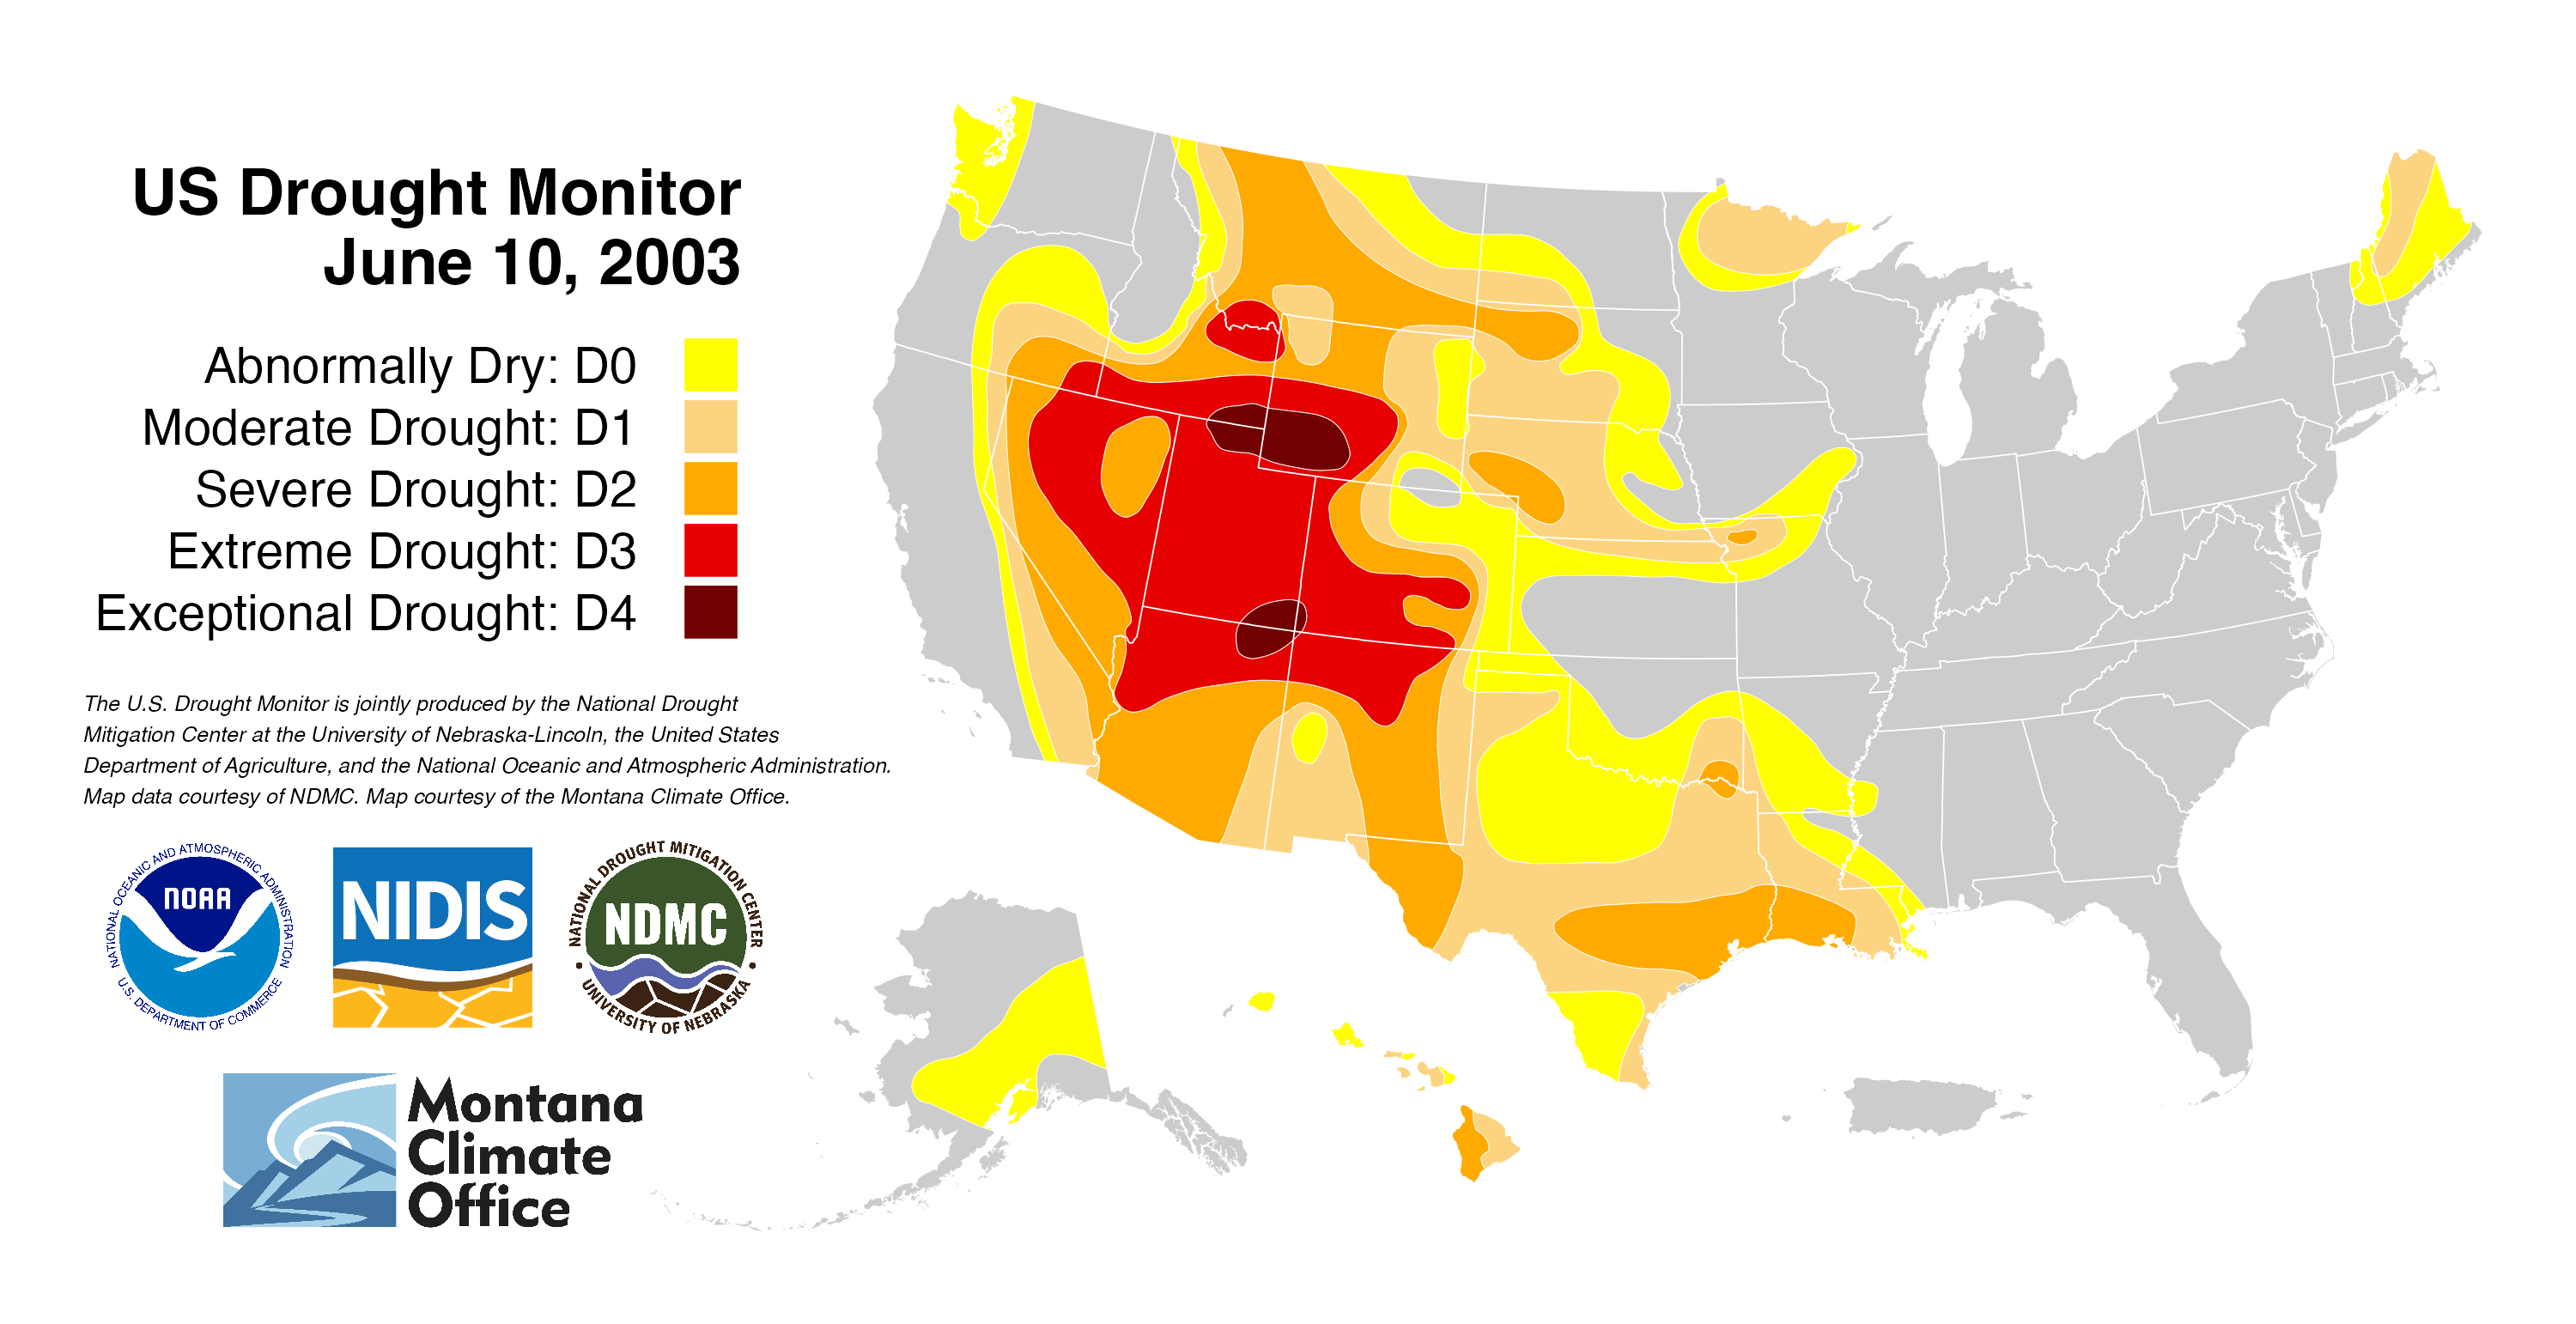 US Drought Monitor
June 10, 2003
Abnormally Dry: D0
Moderate Drought: D1
Severe Drought: D2
Extreme Drought: D3
Exceptional Drought: D4
The U.S. Drought Monitor is jointly produced by the National Drought
Mitigation Center at the University of Nebraska-Lincoln, the United States
Department of Agriculture, and the National Oceanic and Atmospheric Administration.
Map data courtesy of NDMC. Map courtesy of the Montana Climate Office.
NATIONAL OCEANIC AND ATMOSPHERIC ADMINISTRATION
NOAA
U.S. DEPARTMENT OF COMMERCE
NIDIS
NATIONAL DROUGHT MITIGATION CENTER
NDMC
UNIVERSITY OF NEBRASKA
Montana
Climate
Office